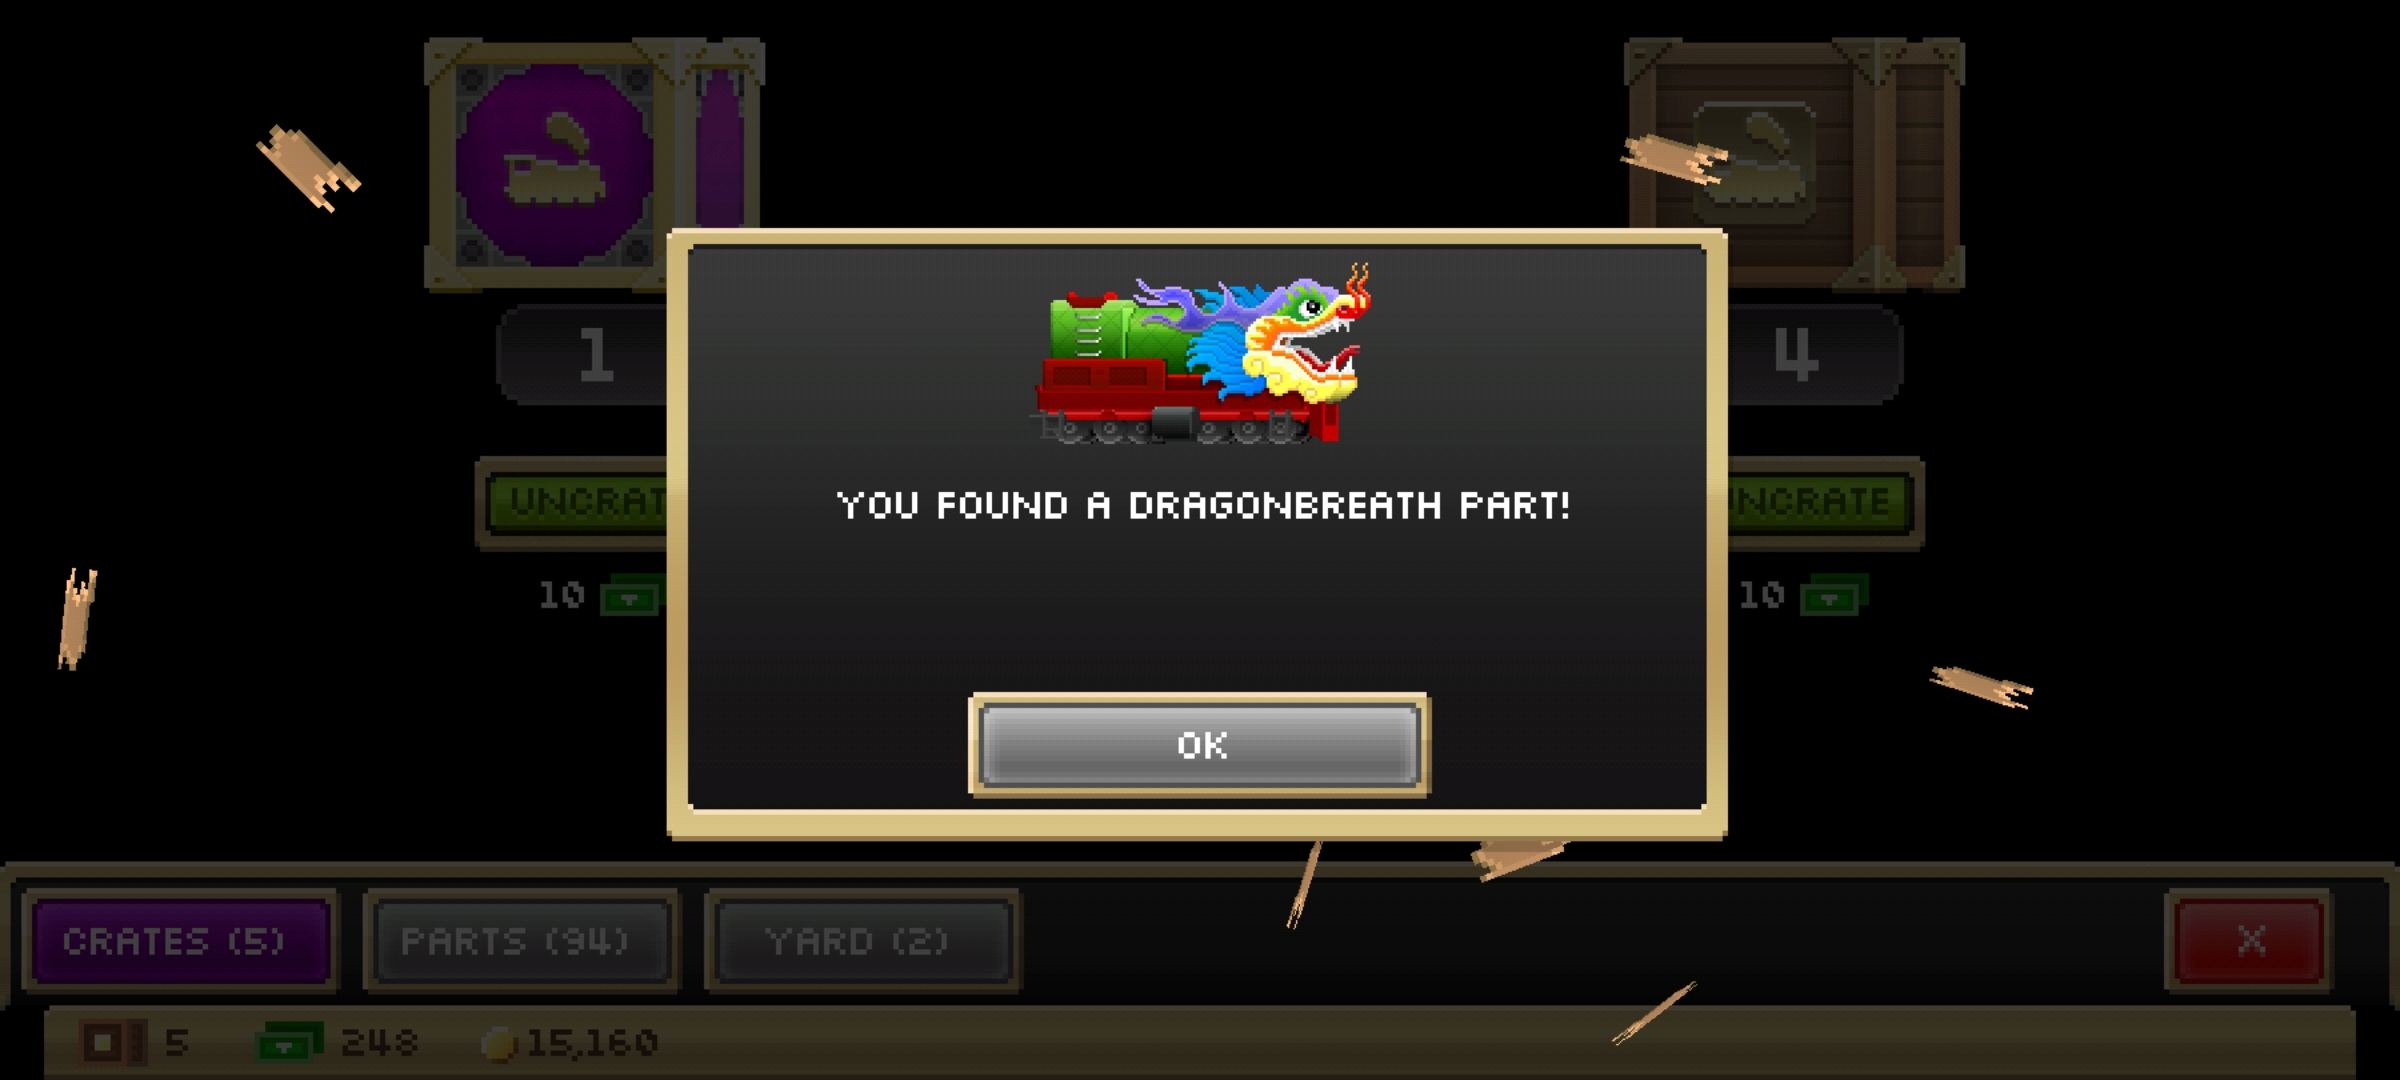 1
4
YOU FOUND A DRAGONBREATH PART!
UNCRAT
NCRATE
10
10
OK
CRATES (5)
PARTS (94)
YARD (2)
X
5
248
15,160